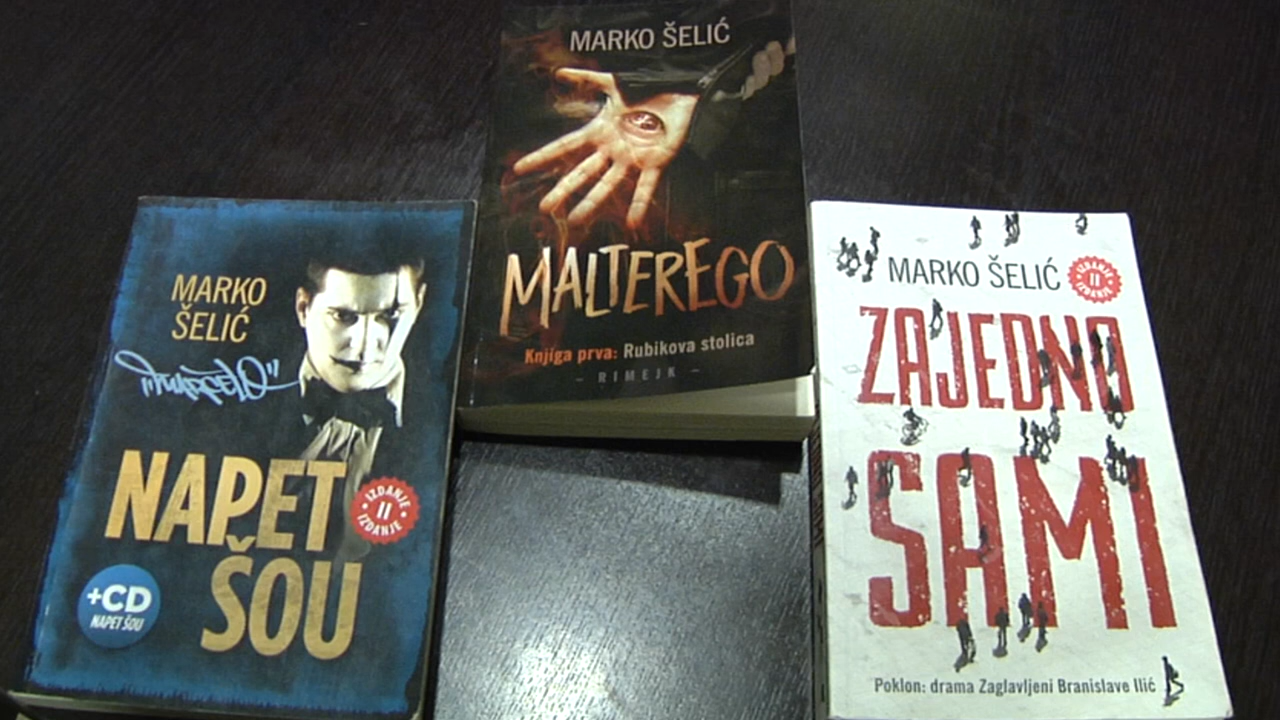 MARKO ŠELIĆ
MALTEREGO
Knjiga prva: Rubikova stolica
- RIMEJK -
MARKO
ŠELIĆ
"Marčelo"
NAPET
ŠOU
IZDANJE
II
IZDANJE
+CD
NAPET ŠOU
MARKO ŠELIĆ
IZDANJE
II
IZDANJE
ZAJEDNO
SAMI
Poklon: drama Zaglavljeni Branislave Ilić